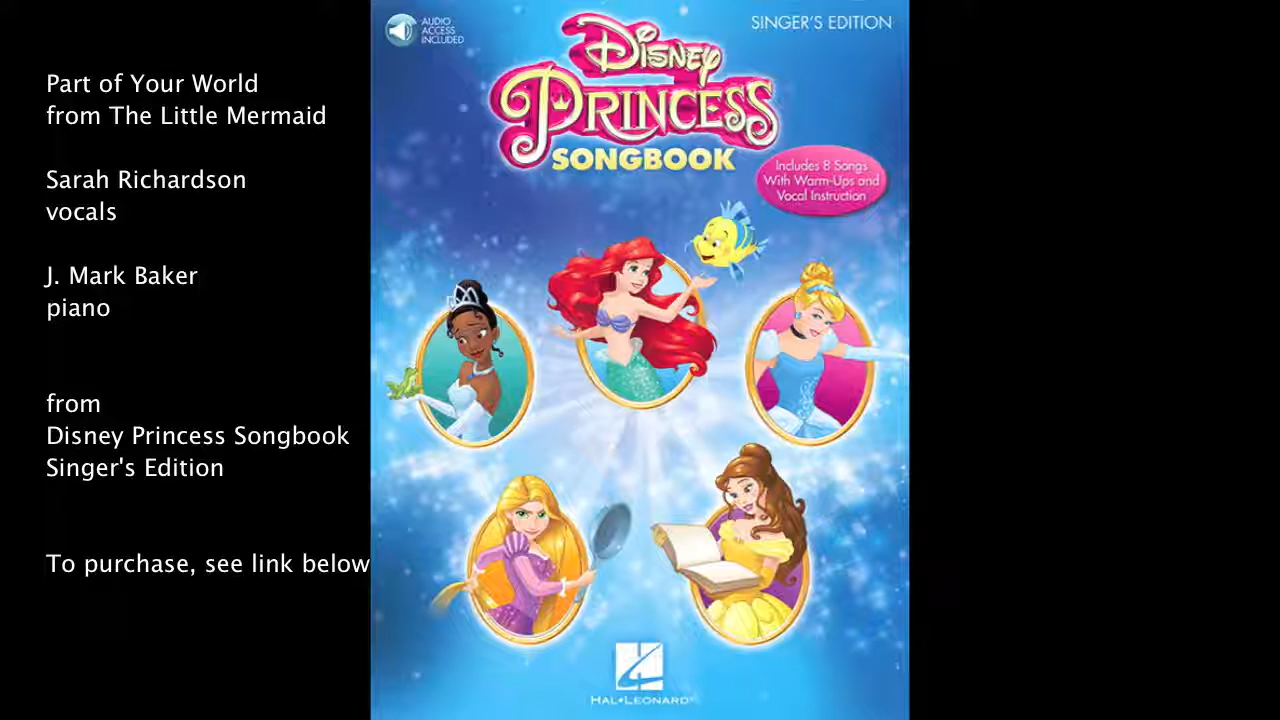 Part of Your World
from The Little Mermaid
Sarah Richardson
vocals
J. Mark Baker
piano
from
Disney Princess Songbook
Singer's Edition
To purchase, see link below
AUDIO
ACCESS
INCLUDED
SINGER'S EDITION
DISNEY
PRINCESS
SONGBOOK
Includes 8 Songs
With Warm-Ups and
Vocal Instruction
HAL•LEONARD®